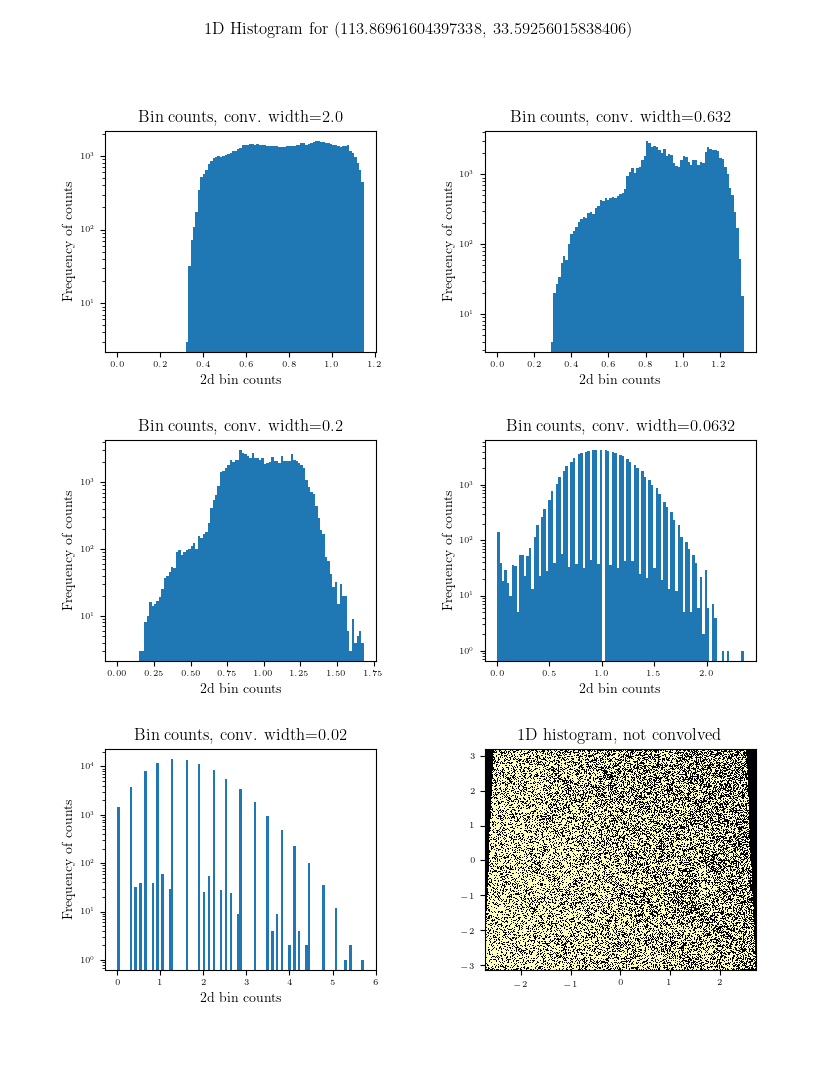 1D Histogram for (113.86961604397338, 33.59256015838406)
Bin counts, conv. width=2.0
Bin counts, conv. width=0.632
Frequency of counts
10³
10²
10¹
0.0 0.2 0.4 0.6 0.8 1.0 1.2
2d bin counts
Frequency of counts
10³
10²
10¹
0.0 0.2 0.4 0.6 0.8 1.0 1.2
2d bin counts
Bin counts, conv. width=0.2
Bin counts, conv. width=0.0632
Frequency of counts
10³
10²
10¹
0.00 0.25 0.50 0.75 1.00 1.25 1.50 1.75
2d bin counts
Frequency of counts
10³
10²
10¹
10⁰
0.0 0.5 1.0 1.5 2.0
2d bin counts
Bin counts, conv. width=0.02
1D histogram, not convolved
Frequency of counts
10⁴
10³
10²
10¹
10⁰
0 1 2 3 4 5 6
2d bin counts
3
2
1
0
−1
−2
−3
−2 −1 0 1 2